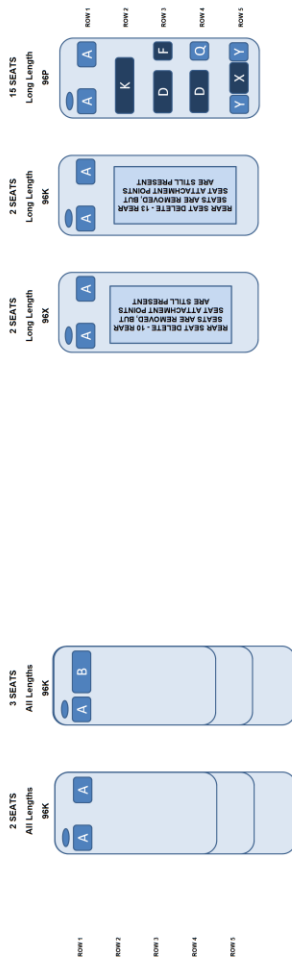 2 SEATS
All Lengths
96K
3 SEATS
All Lengths
96K
2 SEATS
Long Length
96X
2 SEATS
Long Length
96K
15 SEATS
Long Length
96P
ROW 1
ROW 2
ROW 3
ROW 4
ROW 5
A A
A B
A A
REAR SEAT DELETE - 10 REAR
SEATS ARE REMOVED, BUT
SEAT ATTACHMENT POINTS
ARE STILL PRESENT
A A
REAR SEAT DELETE - 13 REAR
SEATS ARE REMOVED, BUT
SEAT ATTACHMENT POINTS
ARE STILL PRESENT
A A
K
D F
D Q
Y X Y
ROW 1
ROW 2
ROW 3
ROW 4
ROW 5